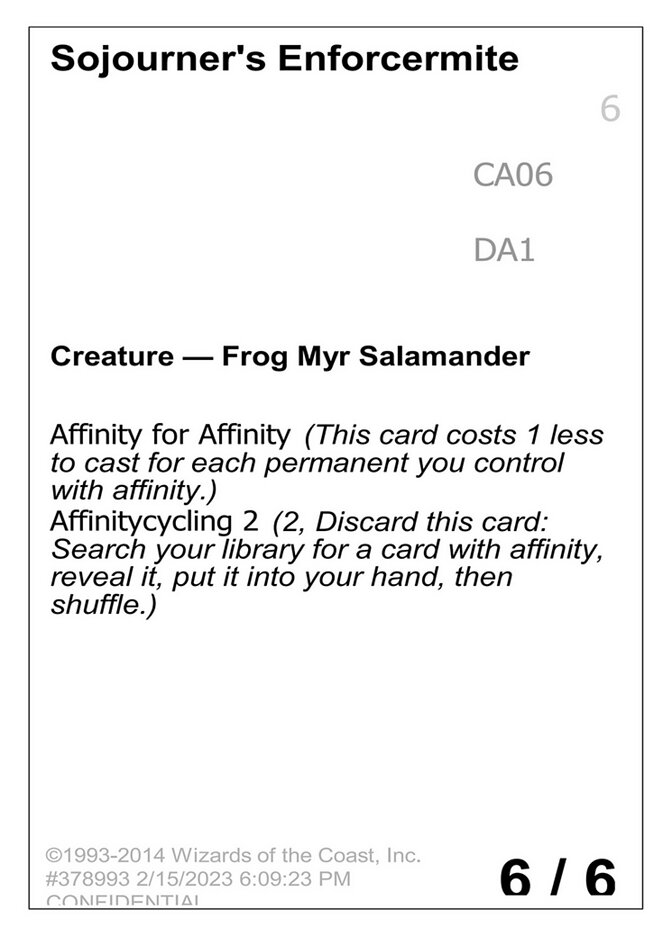 Sojourner's Enforcermite
6
CA06
DA1
Creature — Frog Myr Salamander
Affinity for Affinity (This card costs 1 less
to cast for each permanent you control
with affinity.)
Affinitycycling 2 (2, Discard this card:
Search your library for a card with affinity,
reveal it, put it into your hand, then
shuffle.)
©1993-2014 Wizards of the Coast, Inc.
#378993 2/15/2023 6:09:23 PM
CONFIDENTIAL
6 / 6